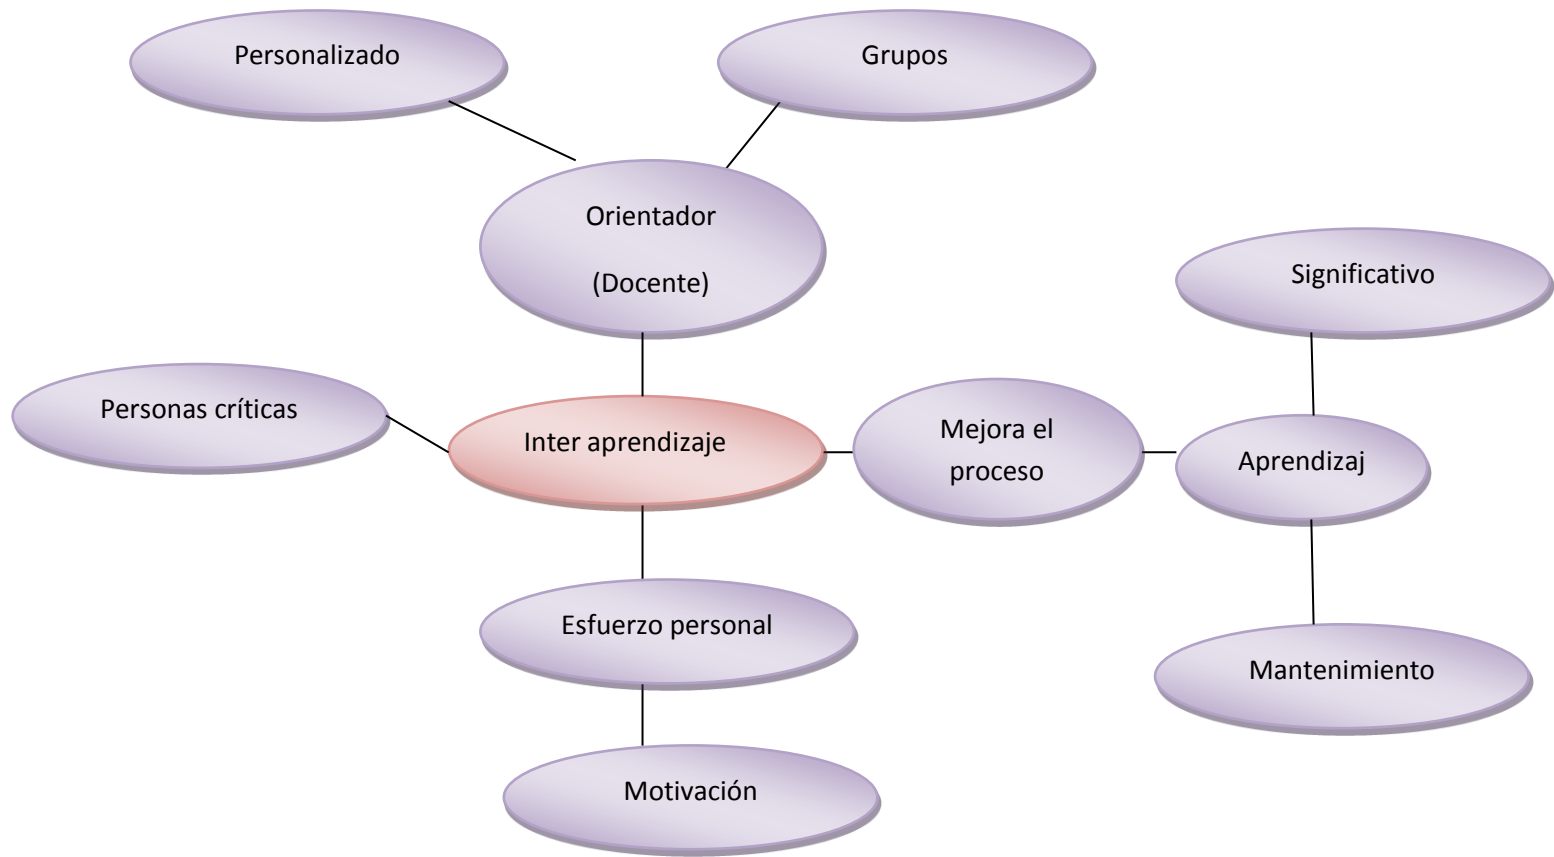 Personalizado
Grupos
Orientador
(Docente)
Significativo
Personas críticas
Inter aprendizaje
Mejora el
proceso
Aprendizaj
Esfuerzo personal
Mantenimiento
Motivación